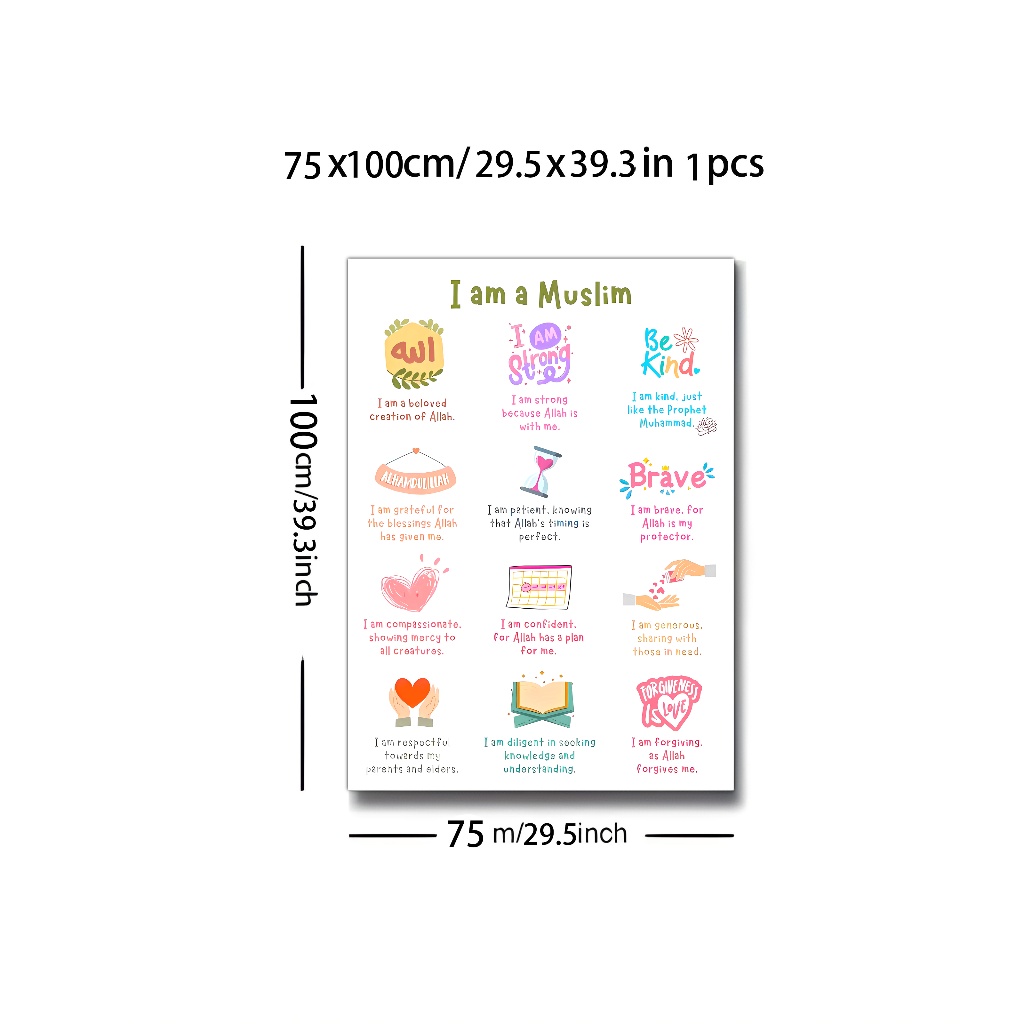 75x100cm/ 29.5x39.3in 1pcs
100cm/39.3inch
I am a Muslim
الله
I am a beloved
creation of Allah.
I AM
Strong
I am strong
because Allah is
with me.
Be
Kind.
I am kind, just
like the Prophet
Muhammad.
ALHAMDULILLAH
I am grateful for
the blessings Allah
has given me.
I am patient, knowing
that Allah's timing is
perfect.
Brave
I am brave, for
Allah is my
protector.
I am compassionate,
showing mercy to
all creatures.
I am confident,
for Allah has a plan
for me.
I am generous,
sharing with
those in need.
I am respectful
towards my
parents and elders.
I am diligent in seeking
knowledge and
understanding.
FORGIVENESS
IS LOVE
I am forgiving,
as Allah
forgives me.
75 m/29.5inch